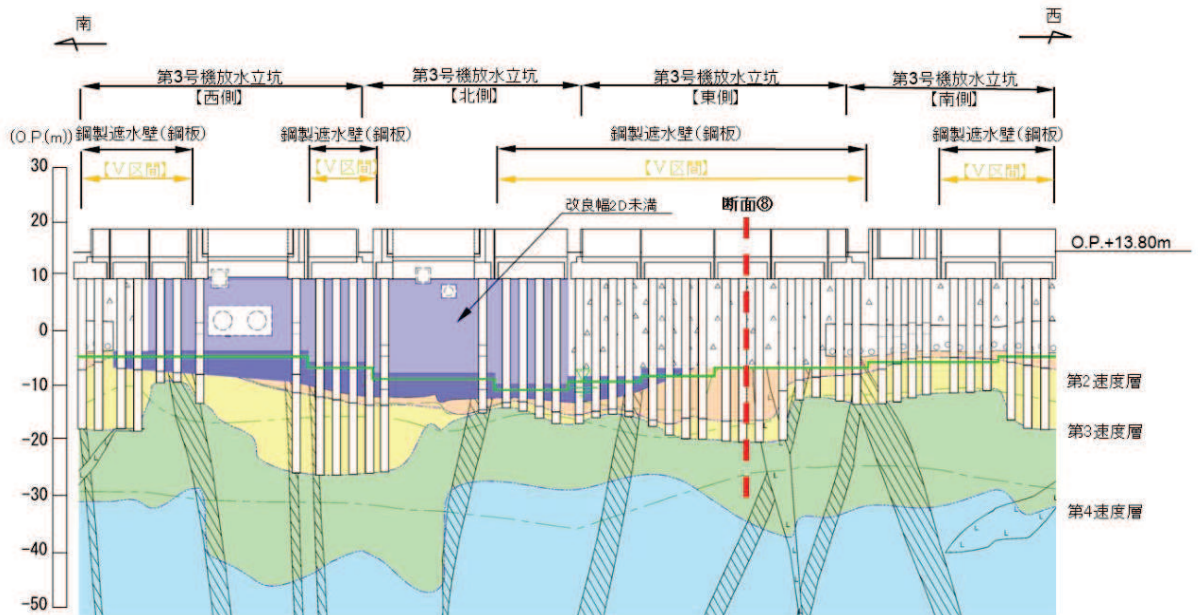 南
西
第3号機放水立坑
【西側】
第3号機放水立坑
【北側】
第3号機放水立坑
【東側】
第3号機放水立坑
【南側】
(O.P.(m))
鋼製遮水壁(鋼板)
鋼製遮水壁(鋼板)
鋼製遮水壁(鋼板)
鋼製遮水壁(鋼板)
【Ⅴ区間】
【Ⅴ区間】
【Ⅴ区間】
【Ⅴ区間】
30
20
10
0
-10
-20
-30
-40
-50
改良幅2D未満
断面⑧
O.P.+13.80m
第2速度層
第3速度層
第4速度層